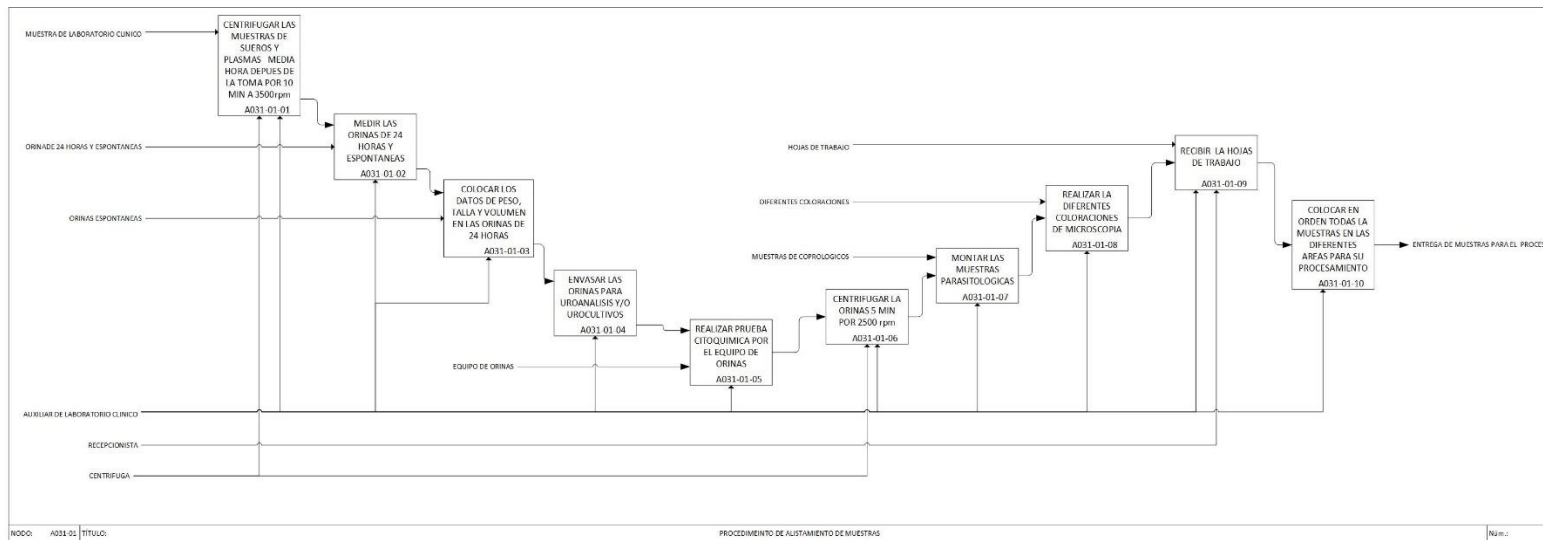 MUESTRA DE LABORATORIO CLINICO
CENTRIFUGAR LAS
MUESTRAS DE
SUEROS Y
PLASMAS MEDIA
HORA DEPUES DE
LA TOMA POR 10
MIN A 3500rpm
A031-01-01
ORINADE 24 HORAS Y ESPONTANEAS
MEDIR LAS
ORINAS DE 24
HORAS Y
ESPONTANEAS
A031-01-02
ORINAS ESPONTANEAS
COLOCAR LOS
DATOS DE PESO,
TALLA Y VOLUMEN
EN LAS ORINAS DE
24 HORAS
A031-01-03
ENVASAR LAS
ORINAS PARA
UROANALISIS Y/O
UROCULTIVOS
A031-01-04
EQUIPO DE ORINAS
REALIZAR PRUEBA
CITOQUIMICA POR
EL EQUIPO DE
ORINAS
A031-01-05
CENTRIFUGAR LA
ORINAS 5 MIN
POR 2500 rpm
A031-01-06
MUESTRAS DE COPROLOGICOS
MONTAR LAS
MUESTRAS
PARASITOLOGICAS
A031-01-07
DIFERENTES COLORACIONES
REALIZAR LA
DIFERENTES
COLORACIONES
DE MICROSCOPIA
A031-01-08
HOJAS DE TRABAJO
RECIBIR LA HOJAS
DE TRABAJO
A031-01-09
COLOCAR EN
ORDEN TODAS LA
MUESTRAS EN LAS
DIFERENTES
AREAS PARA SU
PROCESAMIENTO
A031-01-10
ENTREGA DE MUESTRAS PARA EL PROCES
AUXILIAR DE LABORATORIO CLINICO
RECEPCIONISTA
CENTRIFUGA
NODO: A031-01 TÍTULO: PROCEDIMEINTO DE ALISTAMIENTO DE MUESTRAS Núm.: